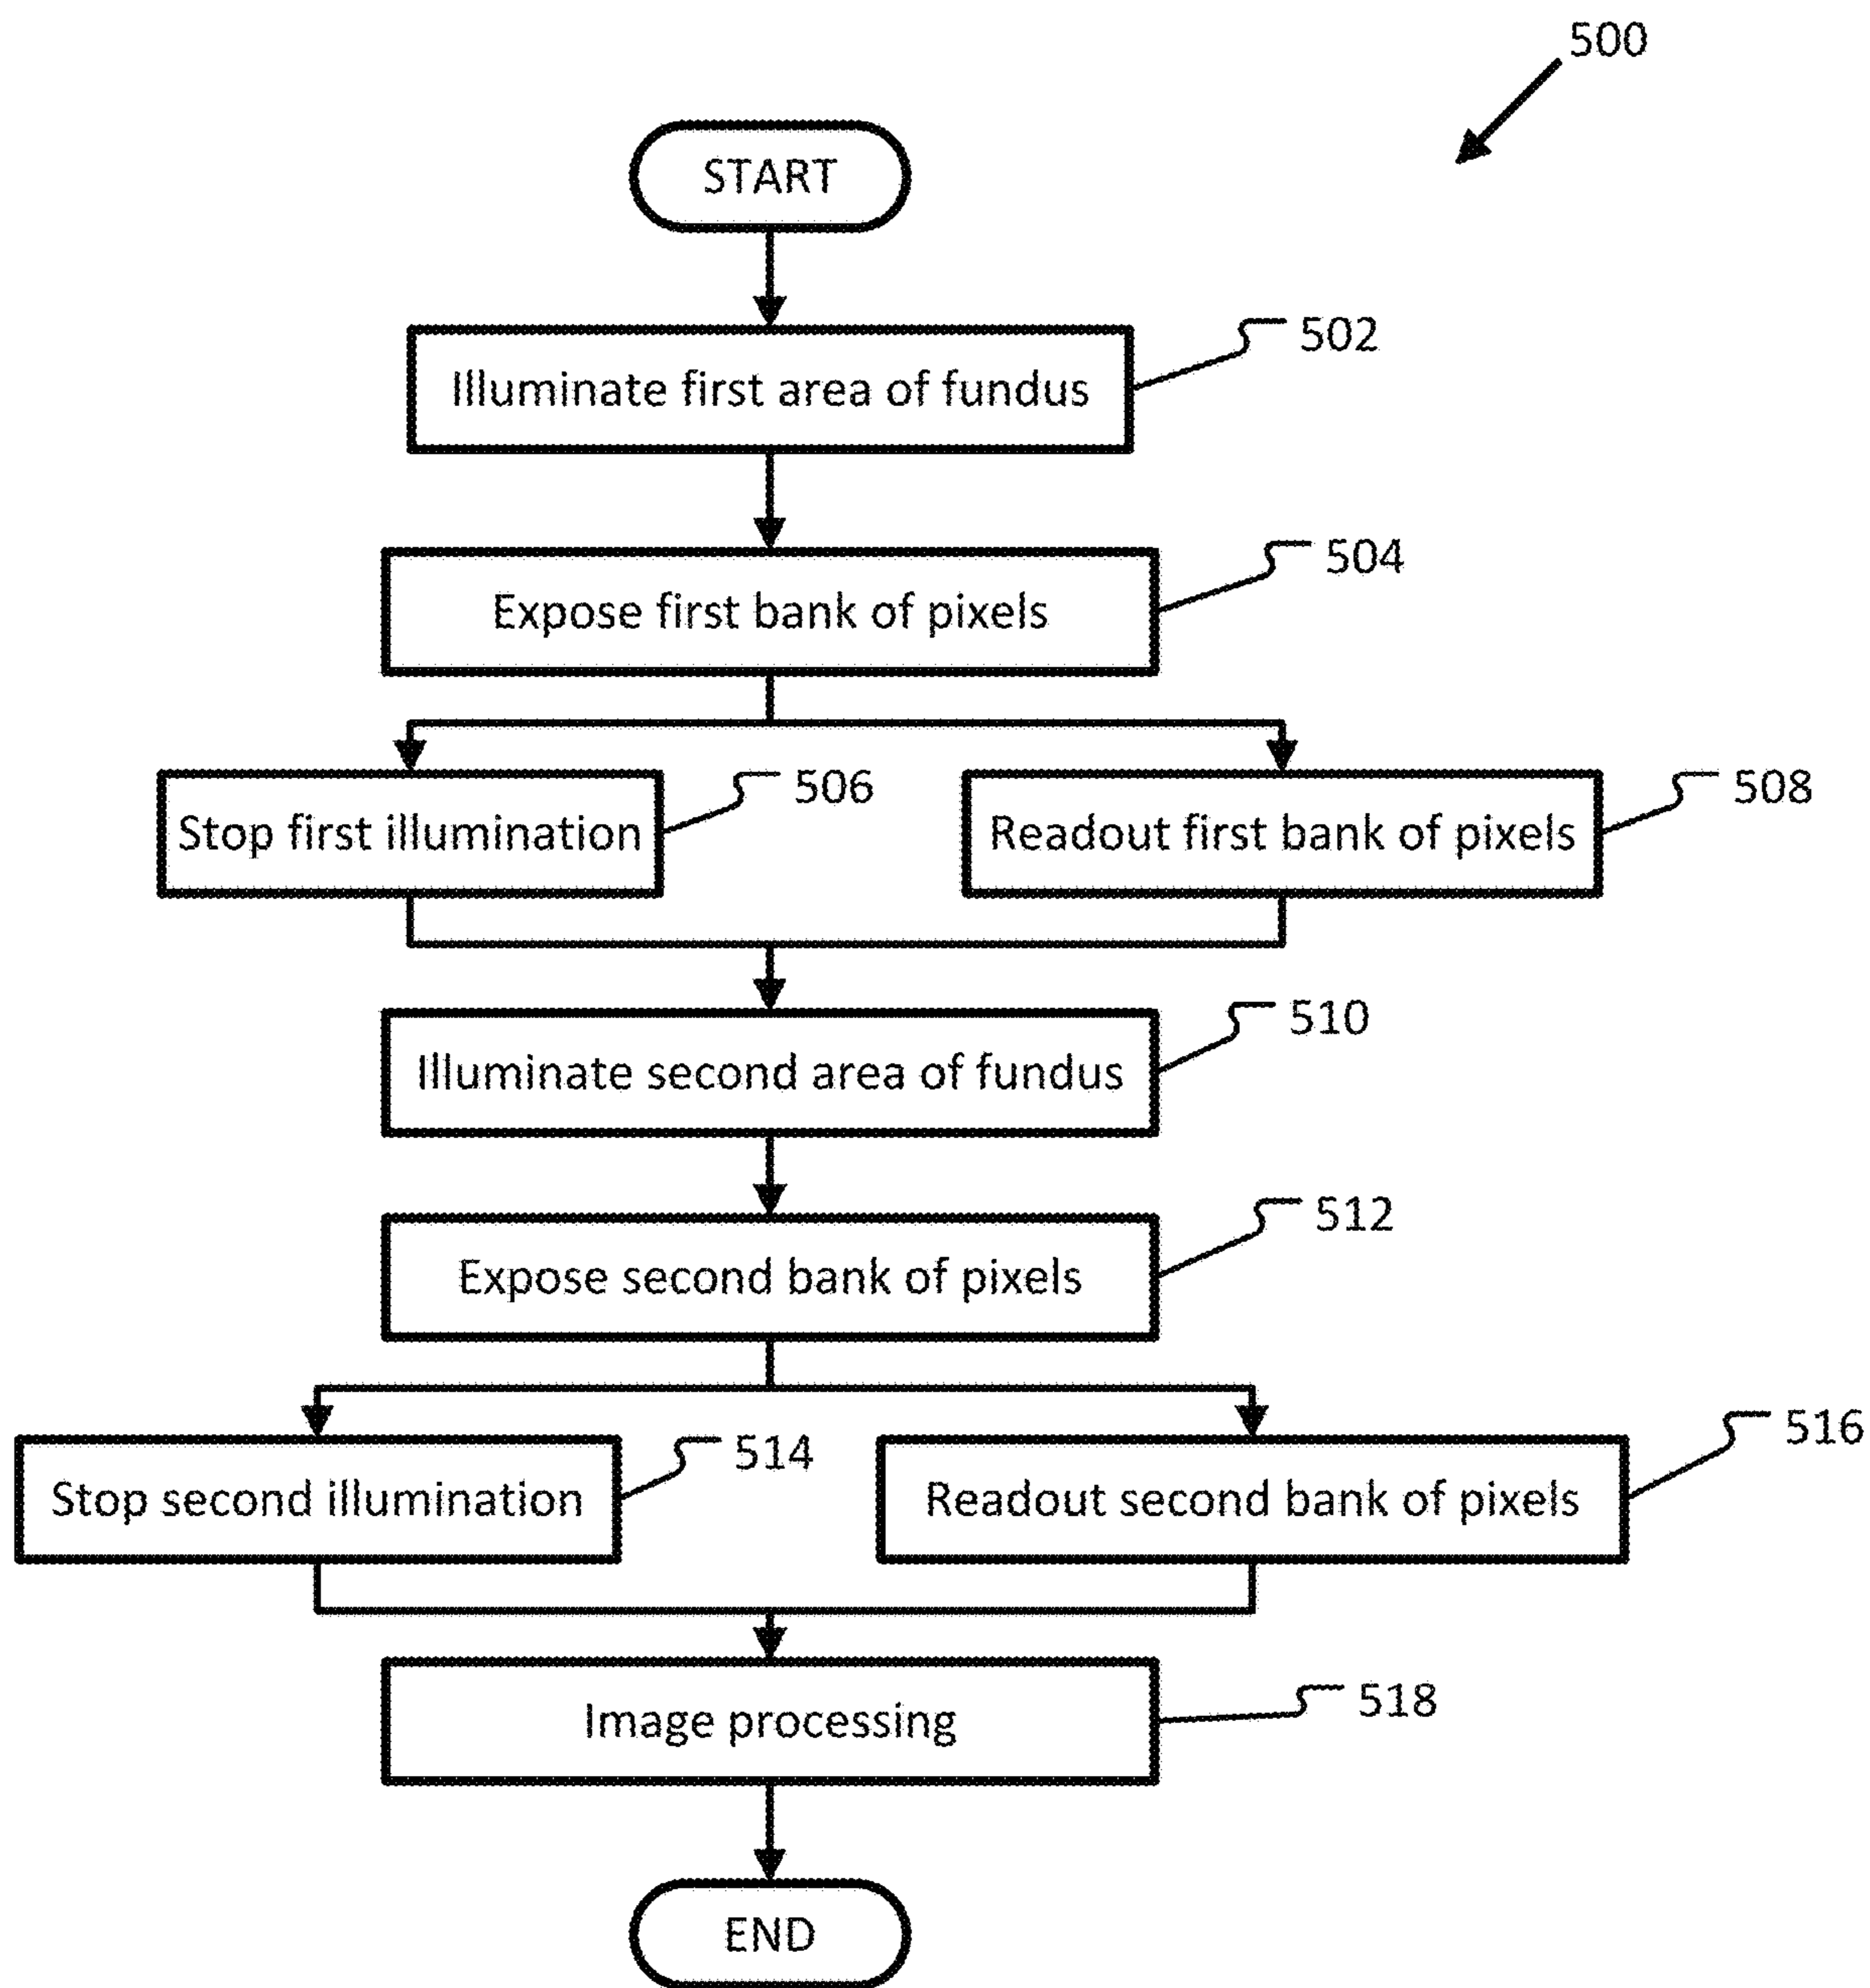 500
START
502
Illuminate first area of fundus
504
Expose first bank of pixels
506
508
Stop first illumination
Readout first bank of pixels
510
Illuminate second area of fundus
512
Expose second bank of pixels
514
516
Stop second illumination
Readout second bank of pixels
518
Image processing
END